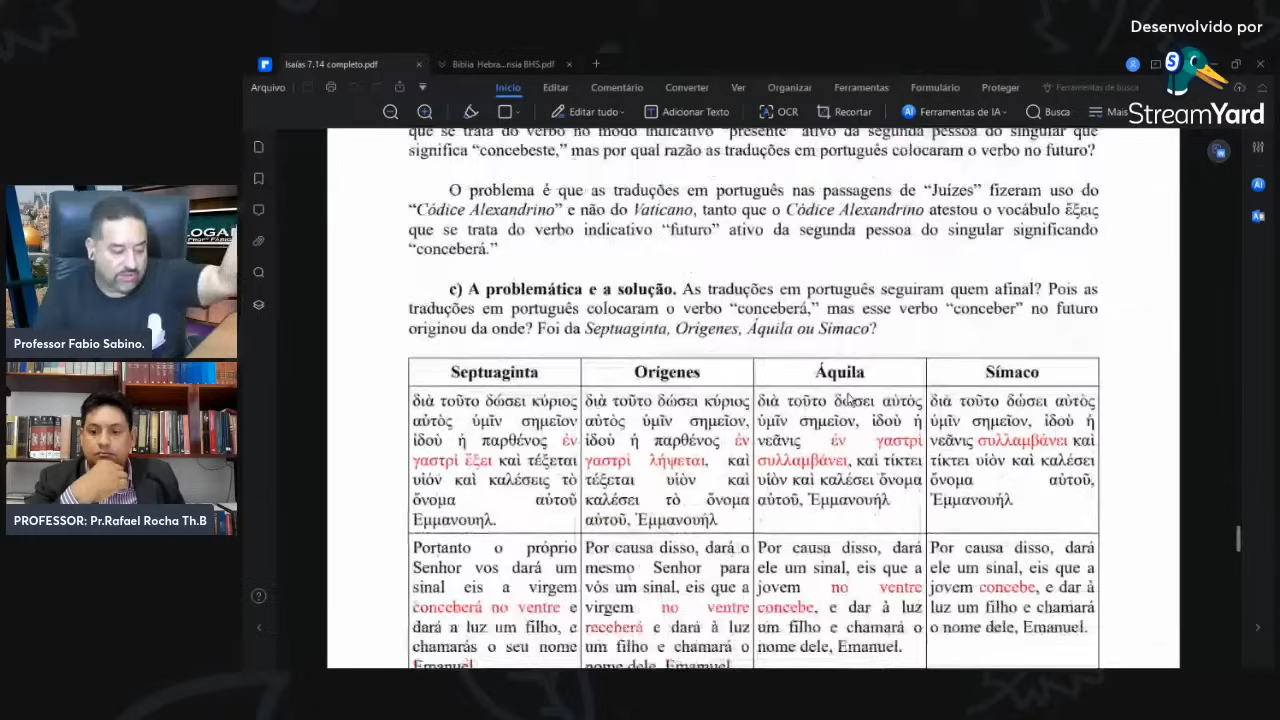 Desenvolvido por
StreamYard
Isaías 7.14 completo.pdf
Bíblia Hebra...nsia BHS.pdf
Arquivo
Início
Editar
Comentário
Converter
Ver
Organizar
Ferramentas
Formulário
Proteger
Ferramentas de busca
Editar tudo
Adicionar Texto
OCR
Recortar
Ferramentas de IA
Busca
Mais
que se trata do verbo no modo indicativo “presente” ativo da segunda pessoa do singular que
significa “concebeste,” mas por qual razão as traduções em português colocaram o verbo no futuro?
O problema é que as traduções em português nas passagens de “Juízes” fizeram uso do
“Códice Alexandrino” e não do Vaticano, tanto que o Códice Alexandrino atestou o vocábulo ἕξεις
que se trata do verbo indicativo “futuro” ativo da segunda pessoa do singular significando
“conceberá.”
c) A problemática e a solução. As traduções em português seguiram quem afinal? Pois as
traduções em português colocaram o verbo “conceberá,” mas esse verbo “conceber” no futuro
originou da onde? Foi da Septuaginta, Orígenes, Áquila ou Símaco?
Septuaginta
διὰ τοῦτο δώσει κύριος
αὐτὸς ὑμῖν σημεῖον
ἰδοὺ ἡ παρθένος ἐν
γαστρὶ ἕξει καὶ τέξεται
υἱόν καὶ καλέσεις τὸ
ὄνομα αὐτοῦ
Εμμανουηλ.
Orígenes
διὰ τοῦτο δώσει κύριος
αὐτὸς ὑμῖν σημεῖον,
ἰδοὺ ἡ παρθένος ἐν
γαστρὶ λήψεται, καὶ
τέξεται υἱὸν καὶ
καλέσει τὸ ὄνομα
αὐτοῦ, Ἐμμανουήλ
Áquila
διὰ τοῦτο δώσει αὐτὸς
ὑμῖν σημεῖον, ἰδοὺ ἡ
νεᾶνις ἐν γαστρὶ
συλλαμβάνει, καὶ τίκτει
υἱὸν καὶ καλέσει ὄνομα
αὐτοῦ, Ἐμμανουήλ
Símaco
διὰ τοῦτο δώσει αὐτὸς
ὑμῖν σημεῖον, ἰδοὺ ἡ
νεᾶνις συλλαμβάνει καὶ
τίκτει υἱὸν καὶ καλέσει
ὄνομα αὐτοῦ,
Ἐμμανουήλ
Portanto o próprio
Senhor vos dará um
sinal eis a virgem
conceberá no ventre e
dará a luz um filho, e
chamarás o seu nome
Emanuel
Por causa disso, dará o
mesmo Senhor para
vós um sinal, eis que a
virgem no ventre
receberá e dará à luz
um filho e chamará o
nome dele, Emamuel
Por causa disso, dará
ele um sinal, eis que a
jovem no ventre
concebe, e dar à luz
um filho e chamará o
nome dele, Emanuel.
Por causa disso, dará
ele um sinal, eis que a
jovem concebe, e dar à
luz um filho e chamará
o nome dele, Emanuel.
Professor Fabio Sabino.
PROFESSOR: Pr.Rafael Rocha Th.B